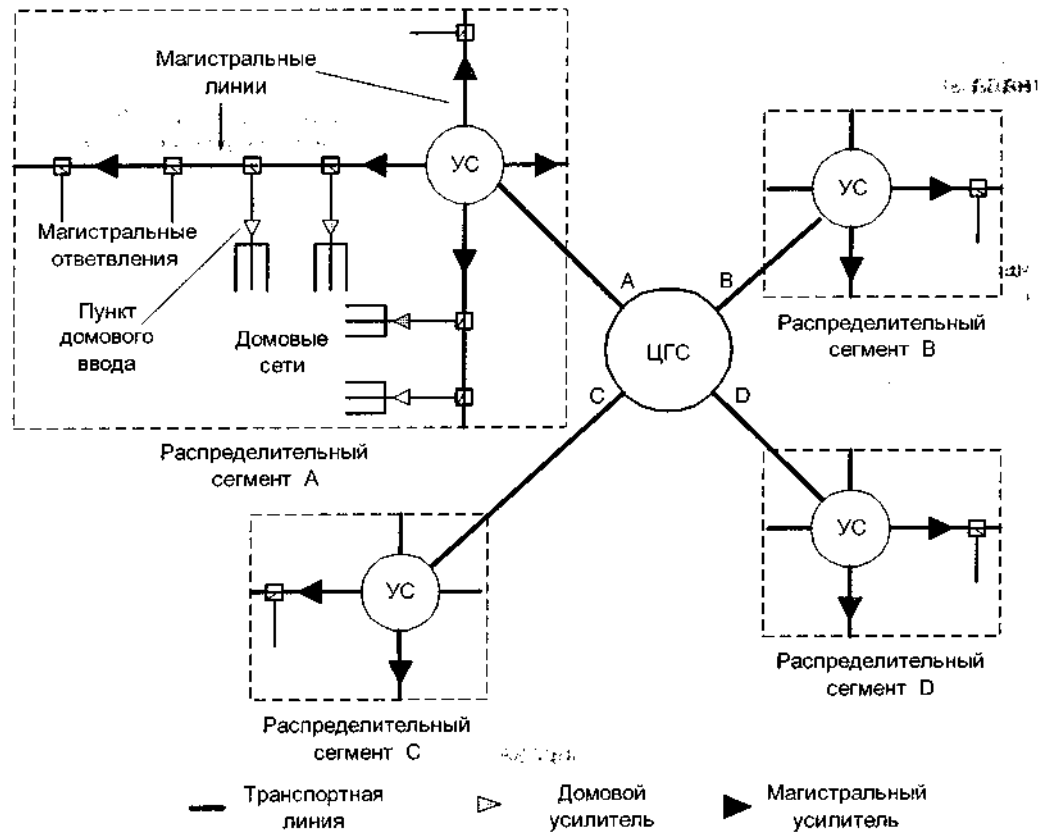 Магистральные
линии
УС
Магистральные
ответвления
Пункт
домового
ввода
Домовые
сети
Распределительный
сегмент А
A
B
C
D
ЦГС
УС
Распределительный
сегмент B
УС
Распределительный
сегмент C
УС
Распределительный
сегмент D
Транспортная
линия
Домовой
усилитель
Магистральный
усилитель